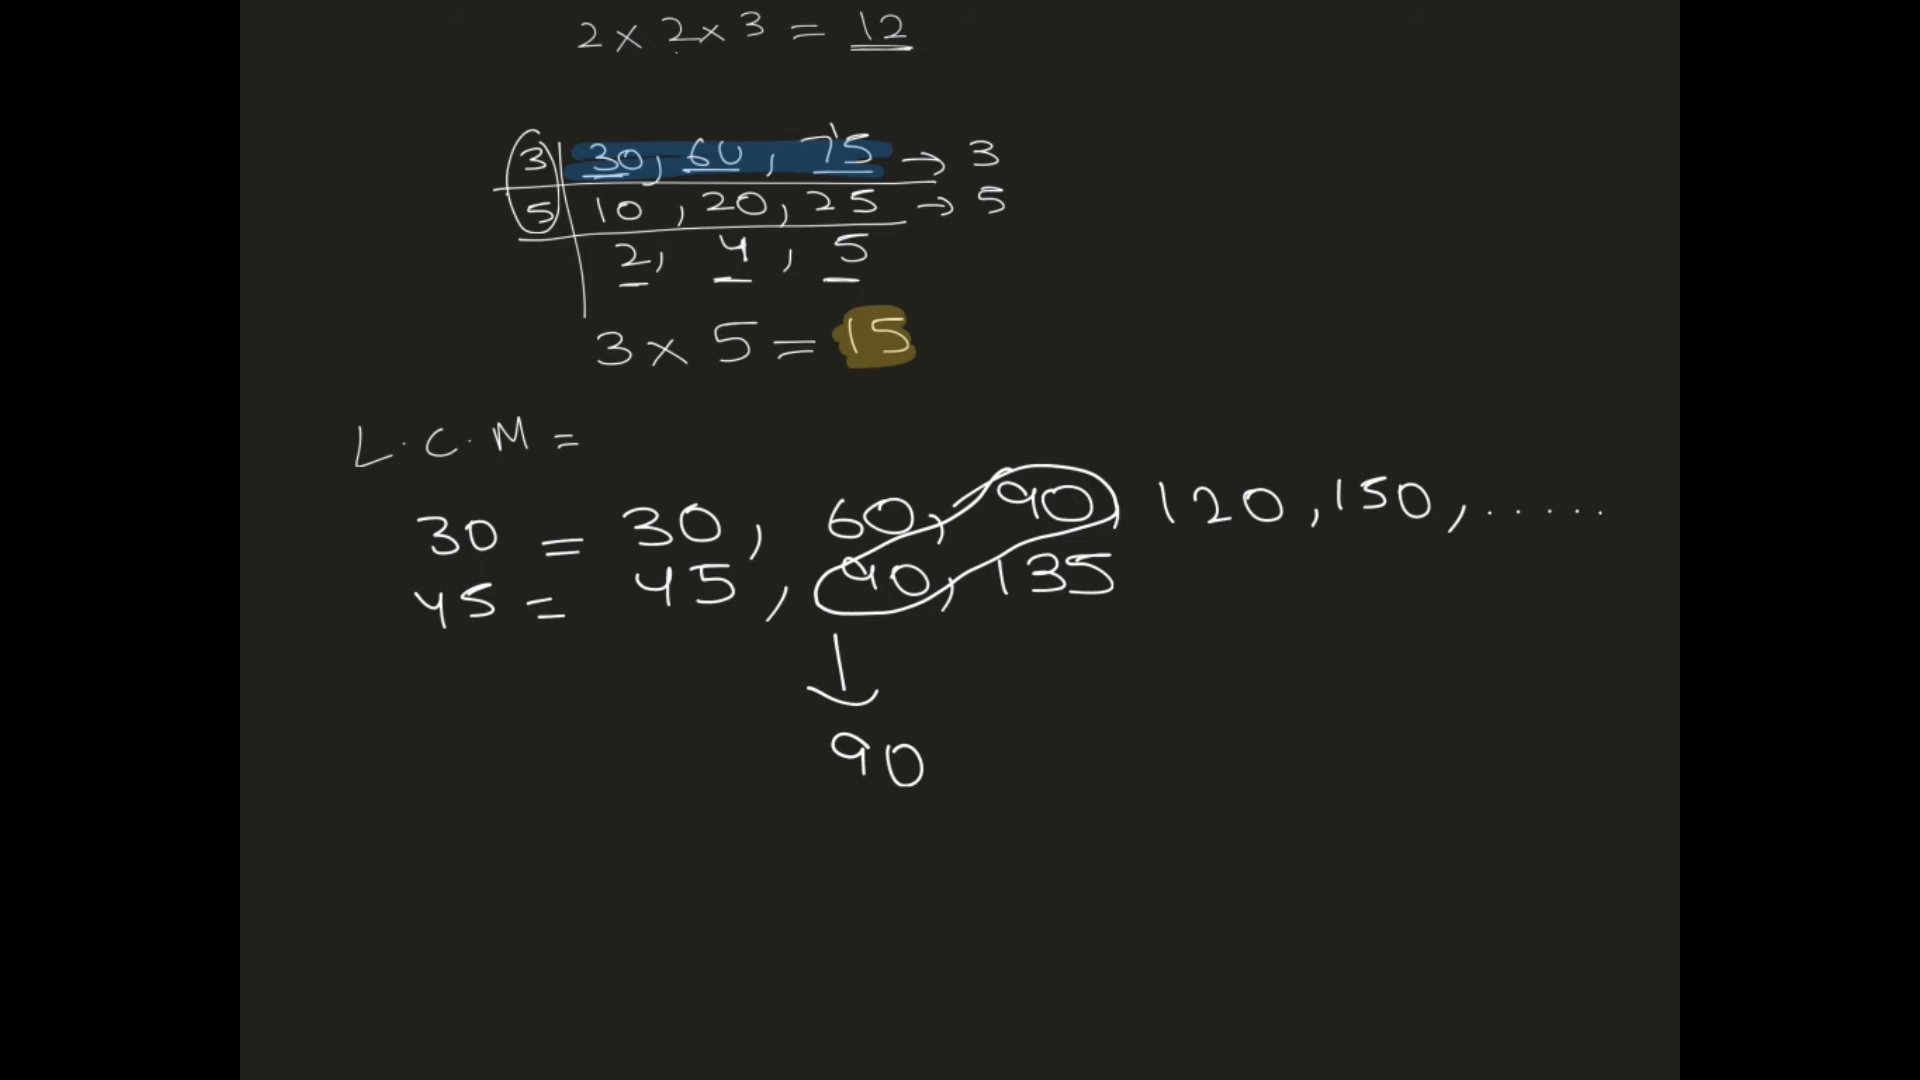 2 x 2 x 3 = 12
3 | 30, 60, 75 → 3
5 | 10, 20, 25 → 5
2, 4, 5
3 x 5 = 15
L.C.M =
30 = 30, 60, 90, 120, 150, .....
45 = 45, 90, 135
↓
90